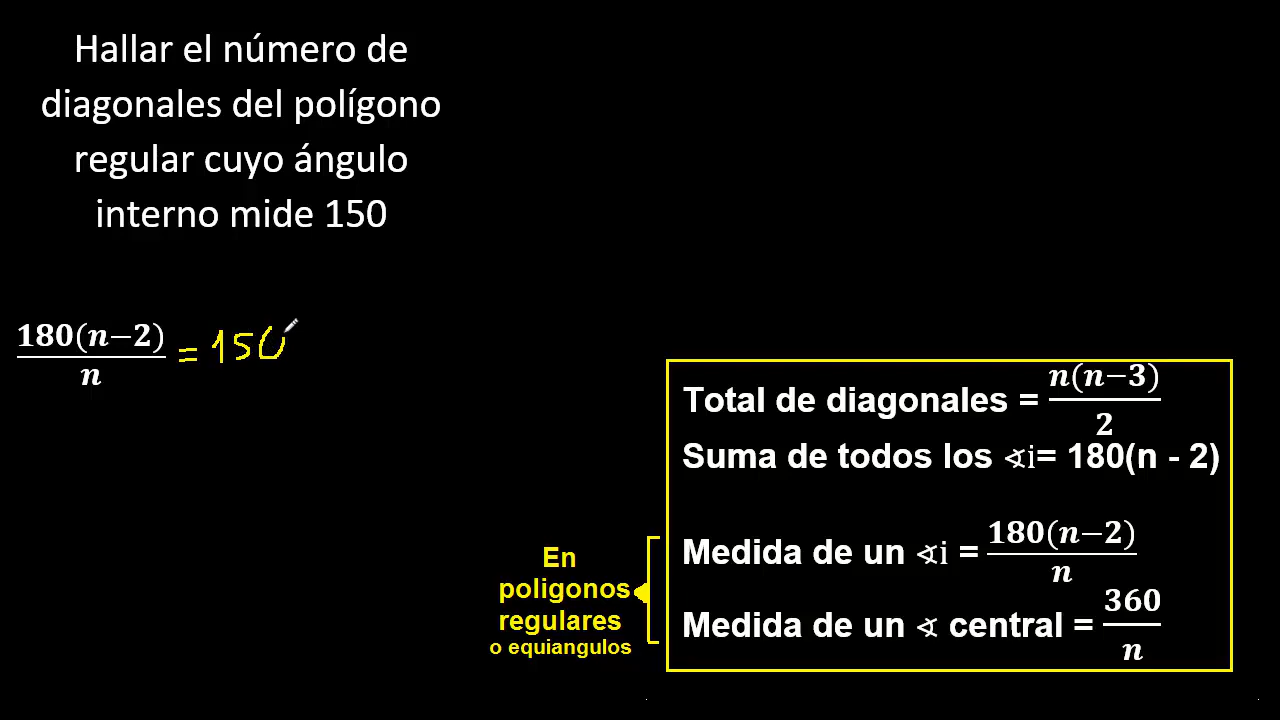 Hallar el número de
diagonales del polígono
regular cuyo ángulo
interno mide 150
180(n−2)/n = 150
Total de diagonales = n(n−3)/2
Suma de todos los ∢i= 180(n - 2)
En
poligonos
regulares
o equiangulos
Medida de un ∢i = 180(n−2)/n
Medida de un ∢ central = 360/n